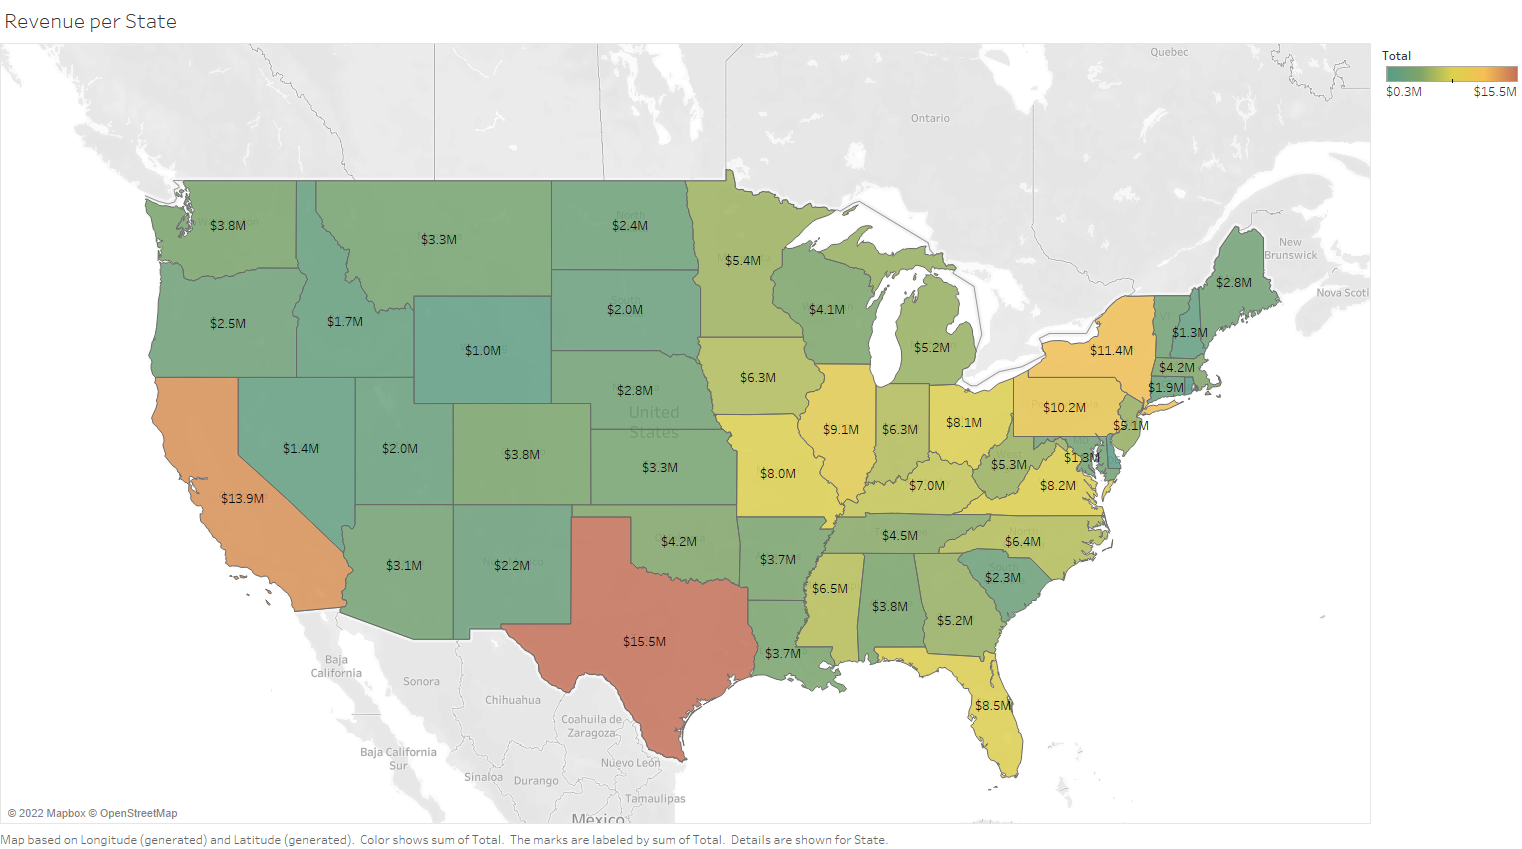 Revenue per State
Total
$0.3M $15.5M
Quebec
Ontario
New
Brunswick
Nova Scoti
North
$3.8M
$3.3M
$2.4M
$5.4M
$2.8M
$2.5M
$1.7M
$1.0M
South
$2.0M
$4.1M
$5.2M
$11.4M
VT
$1.3M
$4.2M
$1.9M
$6.3M
$2.8M
United
States
$10.2M
$5.1M
$1.4M
$2.0M
$3.8M
$3.3M
$8.0M
$9.1M
$6.3M
$8.1M
West
$5.3M
MD
$1.3M
$13.9M
$7.0M
$8.2M
$3.1M
$2.2M
$4.2M
$3.7M
$4.5M
North
$6.4M
South
$2.3M
$6.5M
$3.8M
$5.2M
$15.5M
$3.7M
$8.5M
Baja
California
Sonora
Chihuahua
Coahuila de
Zaragoza
Baja California
Sur
Sinaloa
Durango
Nuevo León
Tamaulipas
Mexico
© 2022 Mapbox © OpenStreetMap
Map based on Longitude (generated) and Latitude (generated). Color shows sum of Total. The marks are labeled by sum of Total. Details are shown for State.